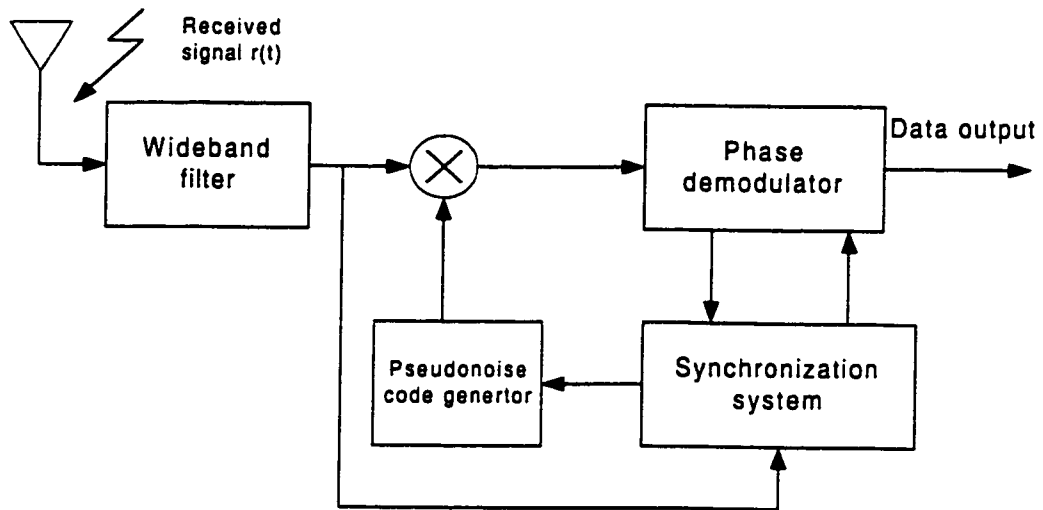 Received
signal r(t)
Wideband
filter
Phase
demodulator
Data output
Pseudonoise
code genertor
Synchronization
system